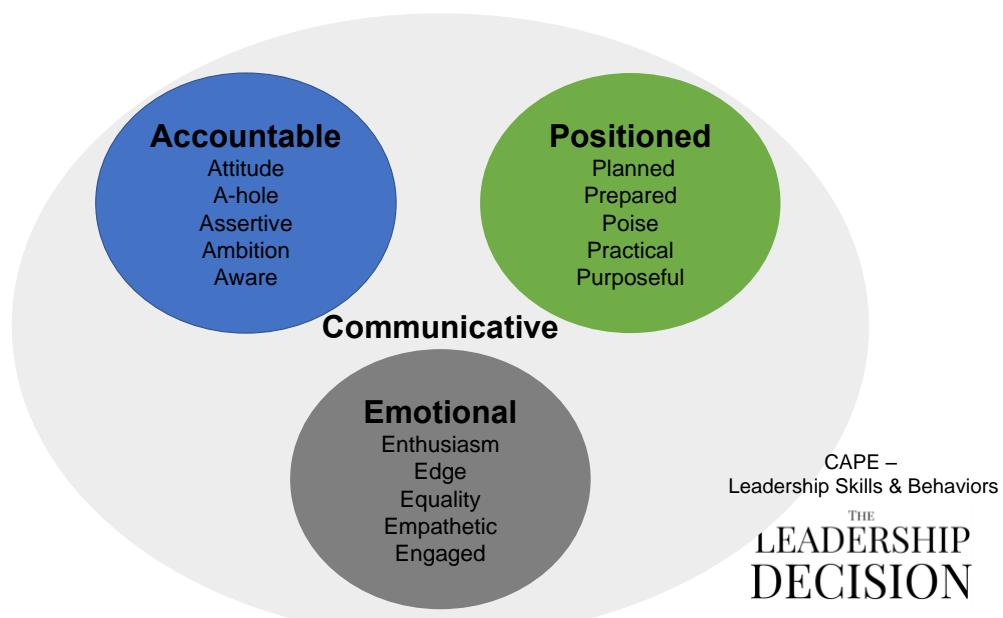 Accountable
Attitude
A-hole
Assertive
Ambition
Aware
Positioned
Planned
Prepared
Poise
Practical
Purposeful
Communicative
Emotional
Enthusiasm
Edge
Equality
Empathetic
Engaged
CAPE –
Leadership Skills & Behaviors
THE
LEADERSHIP
DECISION